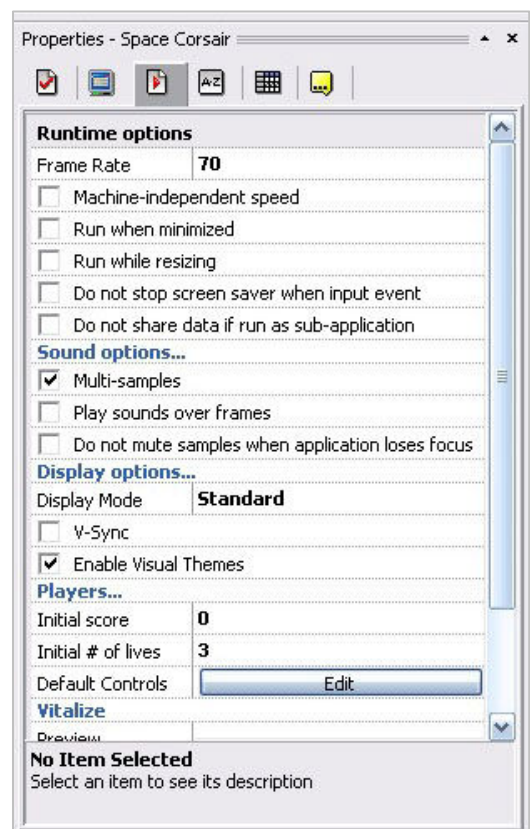 Properties - Space Corsair
A-Z
Runtime options
Frame Rate 70
Machine-independent speed
Run when minimized
Run while resizing
Do not stop screen saver when input event
Do not share data if run as sub-application
Sound options...
Multi-samples
Play sounds over frames
Do not mute samples when application loses focus
Display options...
Display Mode Standard
V-Sync
Enable Visual Themes
Players...
Initial score 0
Initial # of lives 3
Default Controls Edit
Vitalize
Preview
No Item Selected
Select an item to see its description